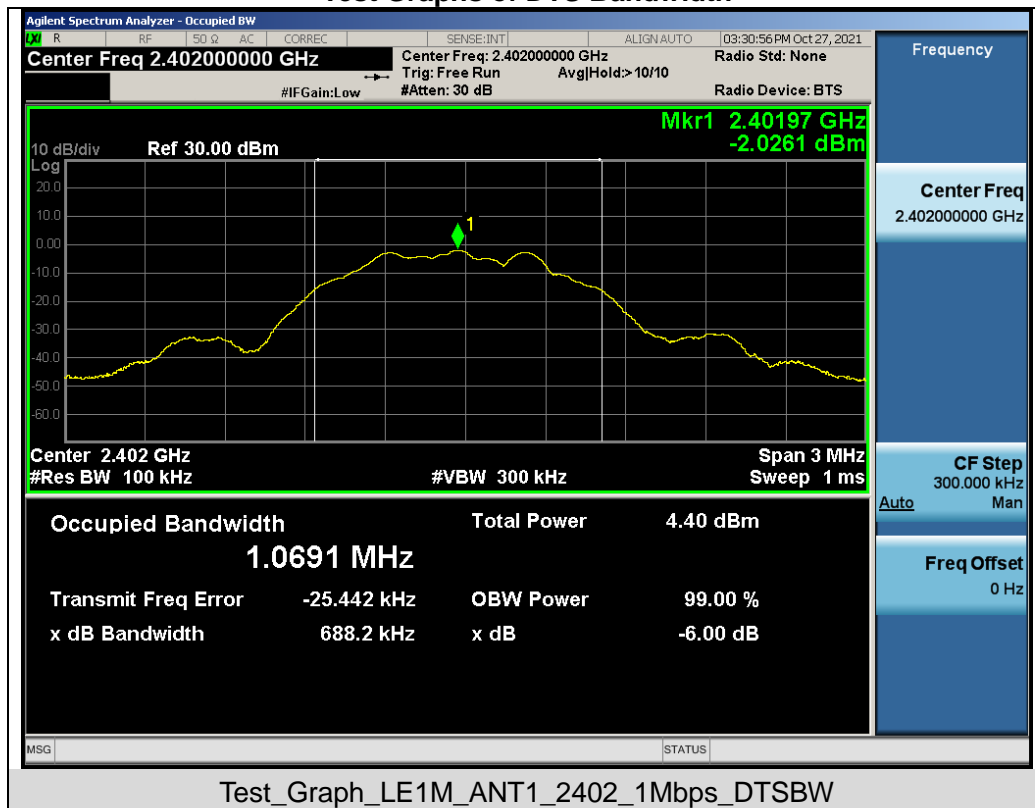 Test Graphs of DTS Bandwidth
Agilent Spectrum Analyzer - Occupied BW
LXI R RF 50 Ω AC CORREC SENSE:INT ALIGN AUTO 03:30:56 PM Oct 27, 2021
Center Freq 2.402000000 GHz
Center Freq: 2.402000000 GHz
Radio Std: None
Trig: Free Run Avg|Hold:> 10/10
#IFGain:Low
#Atten: 30 dB
Radio Device: BTS
Frequency
Mkr1 2.40197 GHz
-2.0261 dBm
10 dB/div Ref 30.00 dBm
Log
20.0
10.0
0.00
-10.0
-20.0
-30.0
-40.0
-50.0
-60.0
1
Center 2.402 GHz
Span 3 MHz
#Res BW 100 kHz
#VBW 300 kHz
Sweep 1 ms
Center Freq
2.402000000 GHz
CF Step
300.000 kHz
Auto Man
Freq Offset
0 Hz
Occupied Bandwidth
1.0691 MHz
Total Power 4.40 dBm
Transmit Freq Error -25.442 kHz
OBW Power 99.00 %
x dB Bandwidth 688.2 kHz
x dB -6.00 dB
MSG
STATUS
Test_Graph_LE1M_ANT1_2402_1Mbps_DTSBW